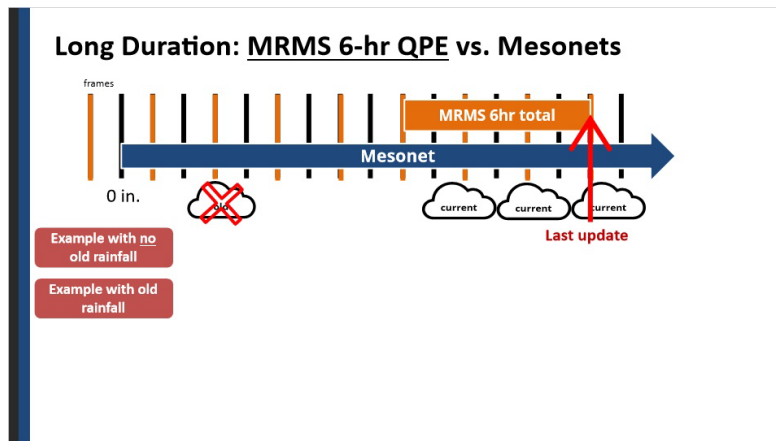 Long Duration: MRMS 6-hr QPE vs. Mesonets
frames
MRMS 6hr total
Mesonet
0 in.
old
current
current
current
Last update
Example with no
old rainfall
Example with old
rainfall